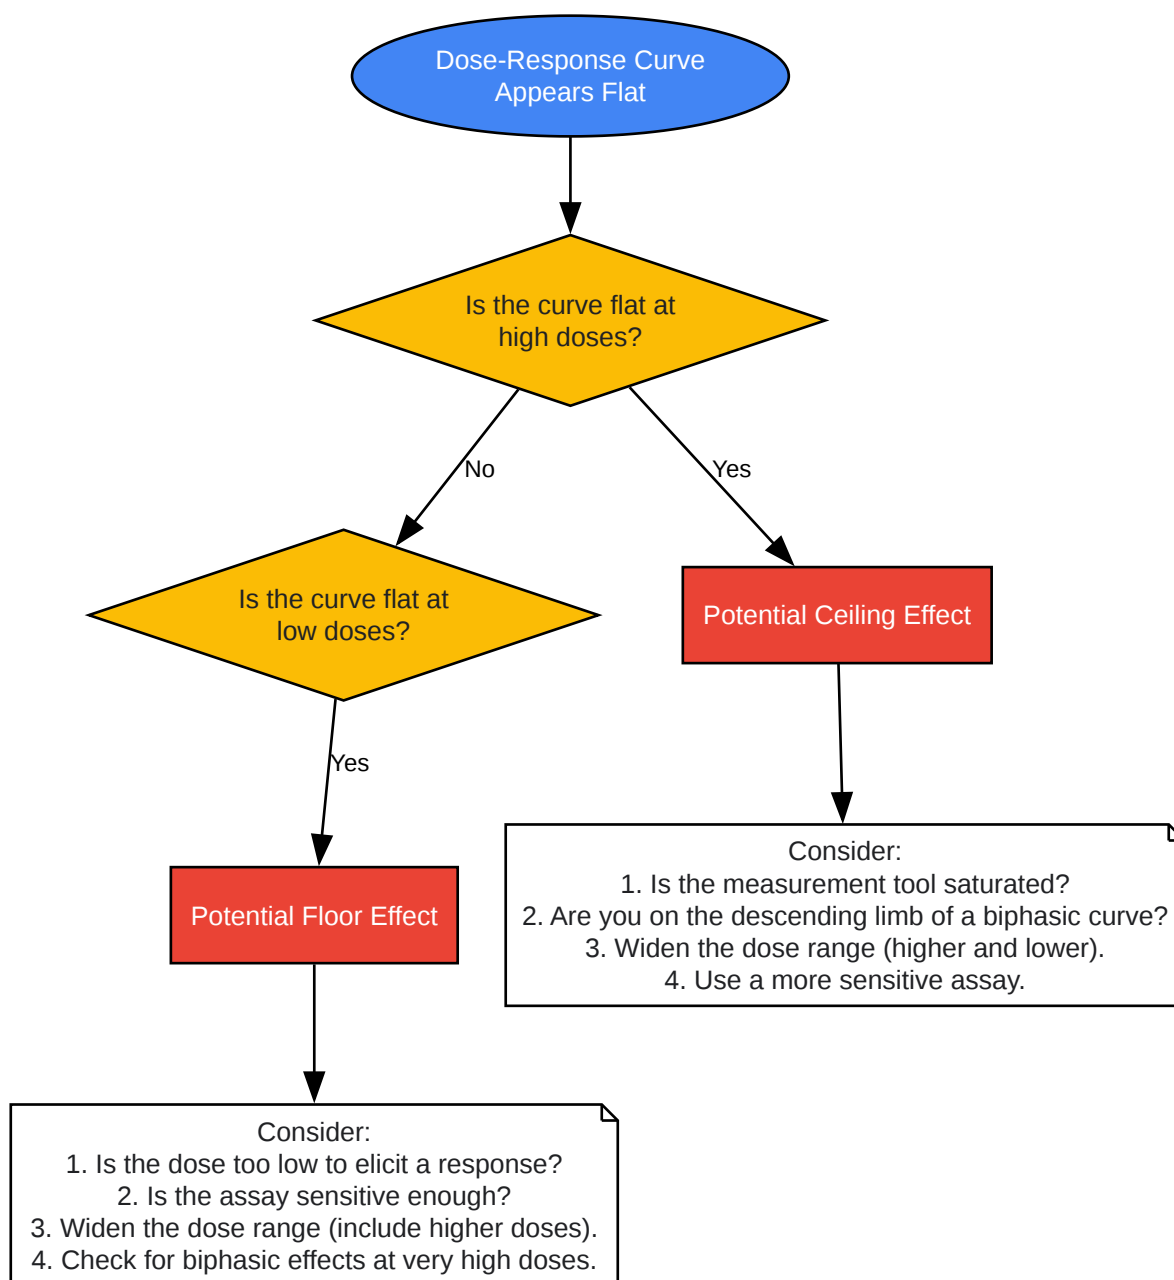 Dose-Response Curve
Appears Flat
Is the curve flat at
high doses?
No
Yes
Is the curve flat at
low doses?
Potential Ceiling Effect
Yes
Consider:
1. Is the measurement tool saturated?
2. Are you on the descending limb of a biphasic curve?
3. Widen the dose range (higher and lower).
4. Use a more sensitive assay.
Potential Floor Effect
Consider:
1. Is the dose too low to elicit a response?
2. Is the assay sensitive enough?
3. Widen the dose range (include higher doses).
4. Check for biphasic effects at very high doses.